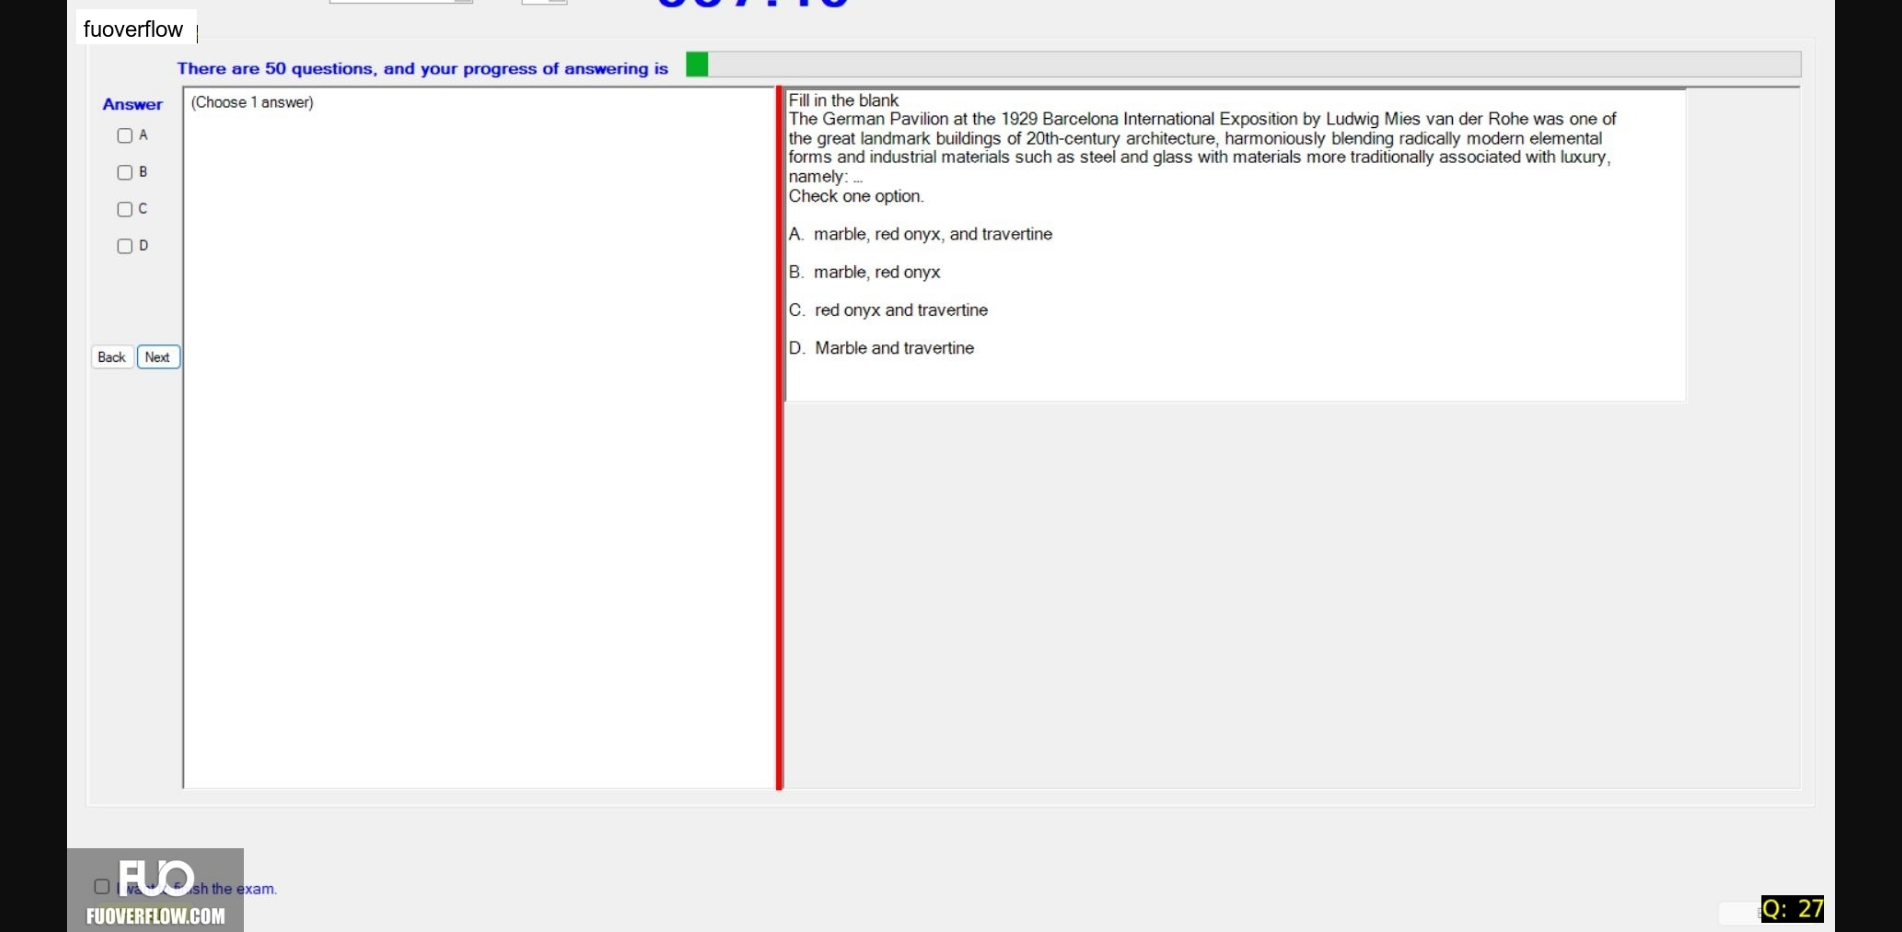 fuoverflow
There are 50 questions, and your progress of answering is
Answer
(Choose 1 answer)
A
B
C
D
Back Next
Fill in the blank
The German Pavilion at the 1929 Barcelona International Exposition by Ludwig Mies van der Rohe was one of
the great landmark buildings of 20th-century architecture, harmoniously blending radically modern elemental
forms and industrial materials such as steel and glass with materials more traditionally associated with luxury,
namely: ...
Check one option.
A. marble, red onyx, and travertine
B. marble, red onyx
C. red onyx and travertine
D. Marble and travertine
FUO
the exam.
FUOVERFLOW.COM
Q: 27